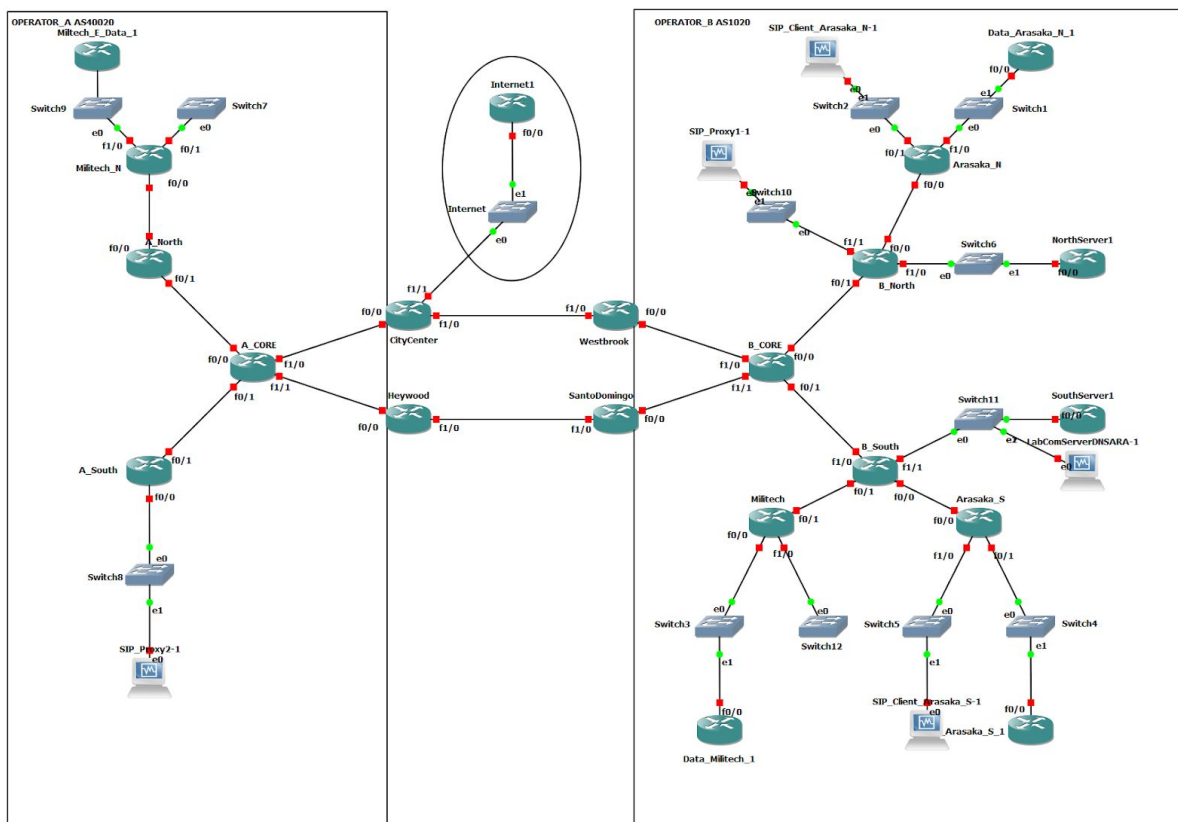 OPERATOR_A AS40020
Miltech_E_Data_1
Switch9
e0
f1/0
Switch7
e0
f0/1
Militech_N
f0/0
f0/0
A_North
f0/1
A_CORE
f0/0
f1/0
f0/1
f1/1
A_South
f0/1
f0/0
e0
Switch8
e1
SIP_Proxy2-1
e0
Internet1
f0/0
e1
Internet
e0
f1/1
f0/0
f1/0
CityCenter
Heywood
f0/0
f1/0
OPERATOR_B AS1020
f1/0
f0/0
Westbrook
SantoDomingo
f1/0
f0/0
SIP_Client_Arasaka_N-1
e0
e1
Switch2
e0
f0/1
Data_Arasaka_N_1
f0/0
e1
Switch1
e0
f1/0
Arasaka_N
f0/0
SIP_Proxy1-1
e0
e1
Switch10
e0
f1/1
f0/0
f1/0
B_North
f0/1
Switch6
e0
e1
NorthServer1
f0/0
B_CORE
f0/0
f1/0
f1/1
f0/1
Switch11
e0
e1
e2
SouthServer1
f0/0
LabComServerDNSARA-1
e0
B_South
f1/0
f1/1
f0/1
f0/0
Militech
f0/1
f0/0
f1/0
Arasaka_S
f0/0
f1/0
f0/1
e0
Switch3
e1
f0/0
Data_Militech_1
e0
Switch12
Switch5
e0
e1
SIP_Client_Arasaka_S-1
e0
e0
Switch4
e1
f0/0
_Arasaka_S_1